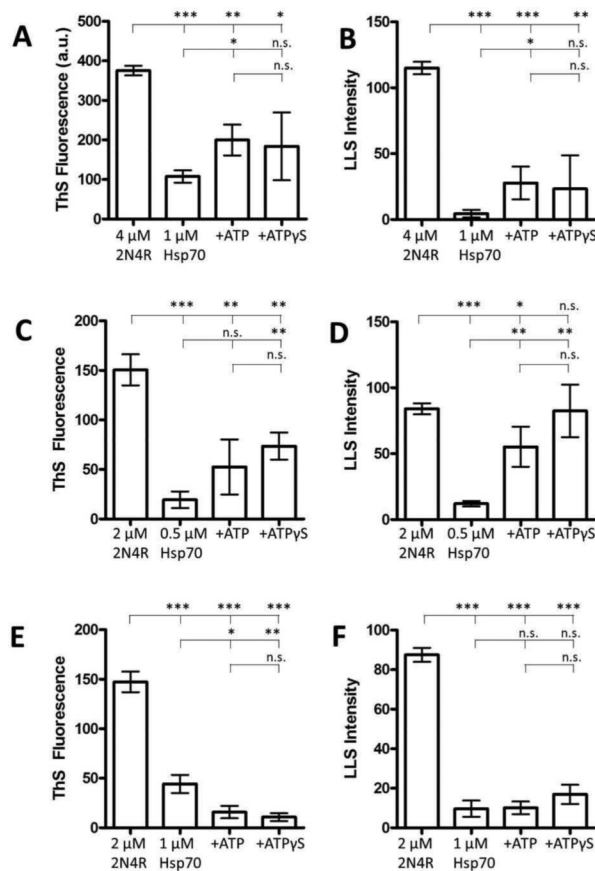 A
*** ** *
* n.s.
n.s.
ThS Fluorescence (a.u.)
400
300
200
100
0
4 µM 1 µM +ATP +ATPγS
2N4R Hsp70
B
*** *** **
* n.s.
n.s.
LLS Intensity
150
100
50
0
4 µM 1 µM +ATP +ATPγS
2N4R Hsp70
C
*** ** **
n.s. **
n.s.
ThS Fluorescence
200
150
100
50
0
2 µM 0.5 µM +ATP +ATPγS
2N4R Hsp70
D
*** * n.s.
** **
n.s.
LLS Intensity
150
100
50
0
2 µM 0.5 µM +ATP +ATPγS
2N4R Hsp70
E
*** *** ***
* **
n.s.
ThS Fluorescence
200
150
100
50
0
2 µM 1 µM +ATP +ATPγS
2N4R Hsp70
F
*** *** ***
n.s. n.s.
n.s.
LLS Intensity
100
80
60
40
20
0
2 µM 1 µM +ATP +ATPγS
2N4R Hsp70